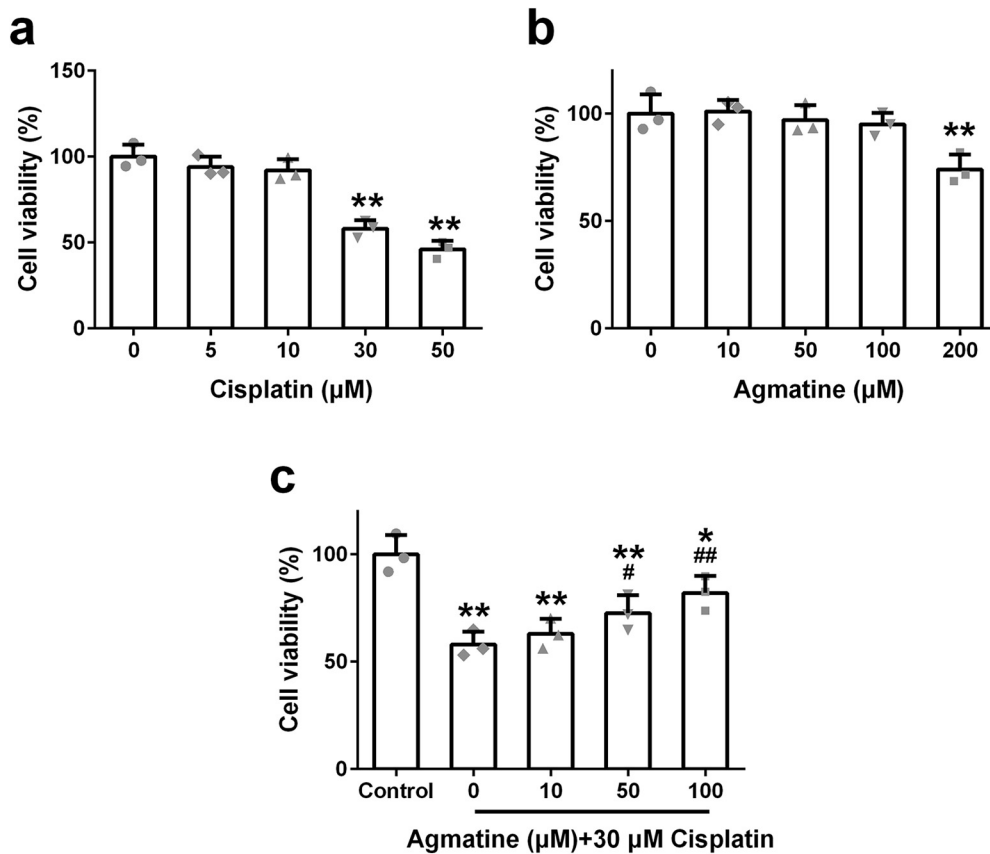 a
Cell viability (%)
150
100
50
0
0 5 10 30 50
** **
Cisplatin (µM)
b
Cell viability (%)
100
50
0
0 10 50 100 200
**
Agmatine (µM)
c
Cell viability (%)
100
50
0
** ** ** *
# ##
Control 0 10 50 100
Agmatine (µM)+30 µM Cisplatin